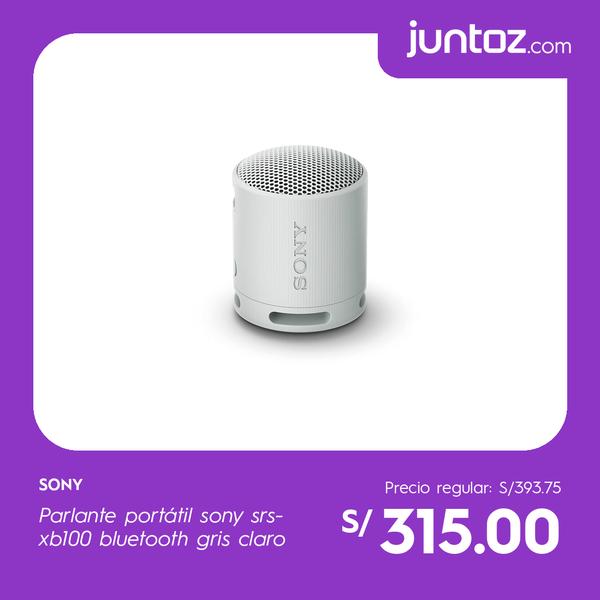 juntoz.com
SONY
SONY
Parlante portátil sony srs-
xb100 bluetooth gris claro
Precio regular: S/393.75
S/ 315.00